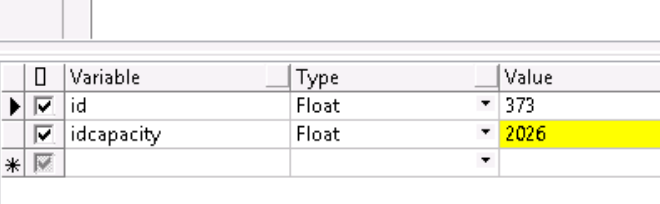 Variable Type Value
id Float 373
idcapacity Float 2026